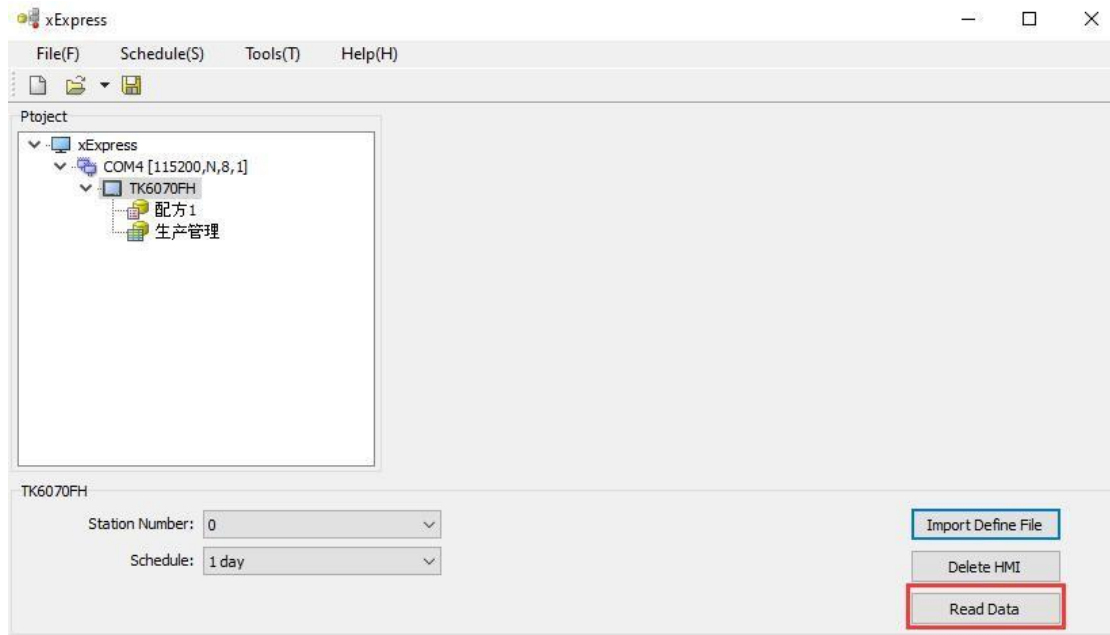 xExpress
File(F) Schedule(S) Tools(T) Help(H)
Ptoject
xExpress
COM4 [115200,N,8,1]
TK6070FH
配方1
生产管理
TK6070FH
Station Number: 0
Import Define File
Schedule: 1 day
Delete HMI
Read Data